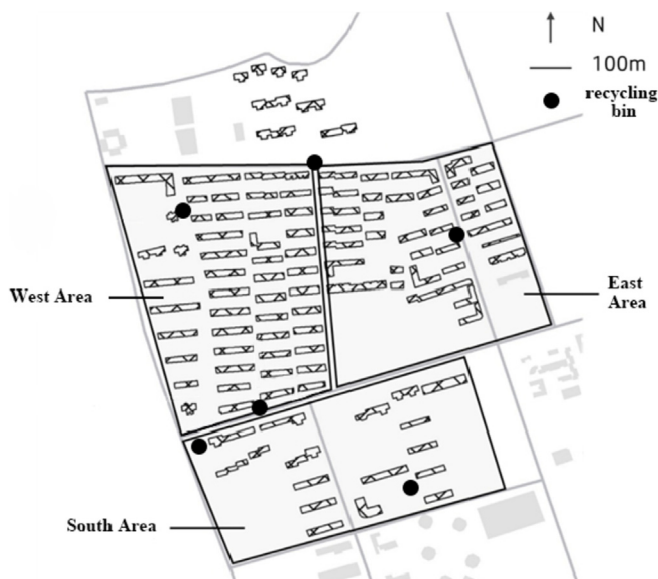 N
100m
recycling
bin
West Area
East
Area
South Area